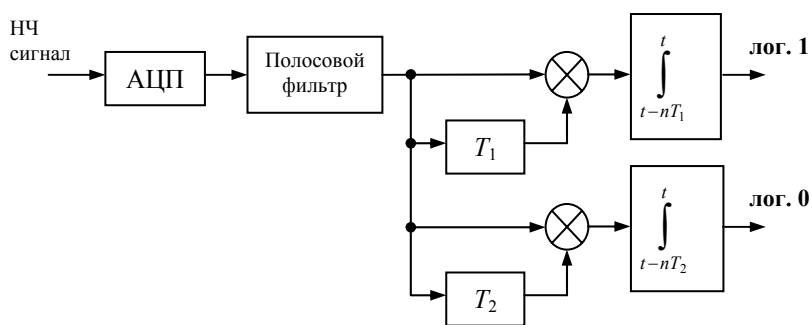 НЧ
сигнал
АЦП
Полосовой
фильтр
T₁
t
∫
t−nT₁
лог. 1
T₂
t
∫
t−nT₂
лог. 0